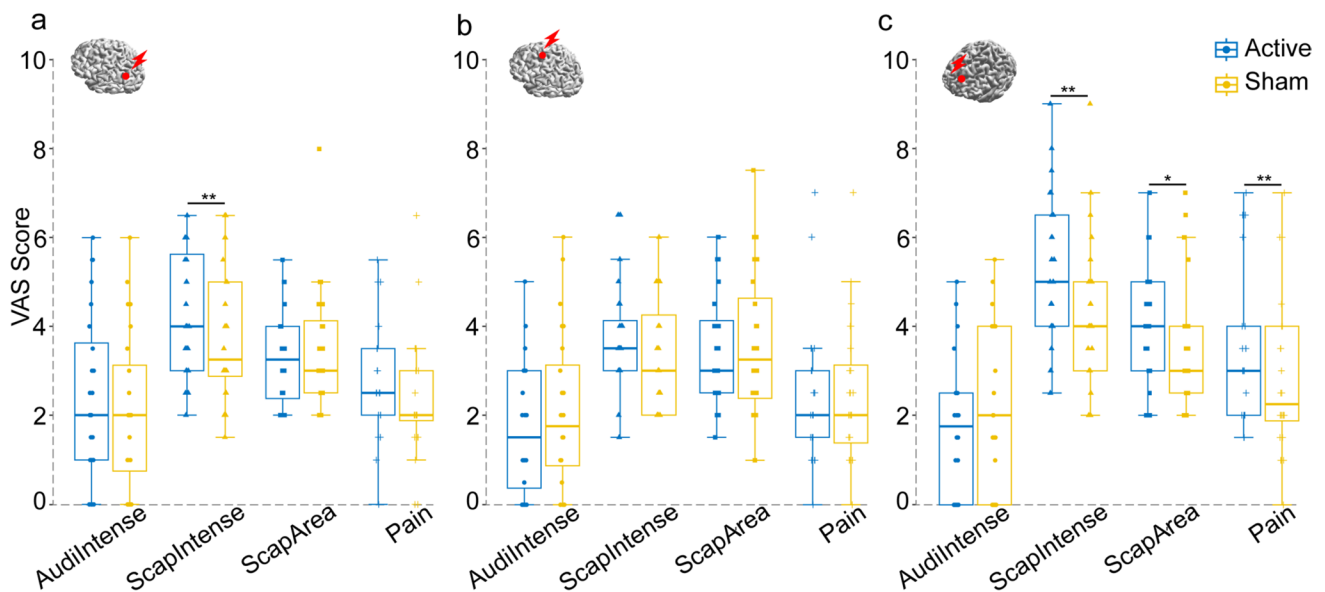 a
b
c
Active
Sham
VAS Score
10
8
6
4
2
0
**
AudiIntense
ScapIntense
ScapArea
Pain
10
8
6
4
2
0
AudiIntense
ScapIntense
ScapArea
Pain
10
8
6
4
2
0
**
*
**
AudiIntense
ScapIntense
ScapArea
Pain